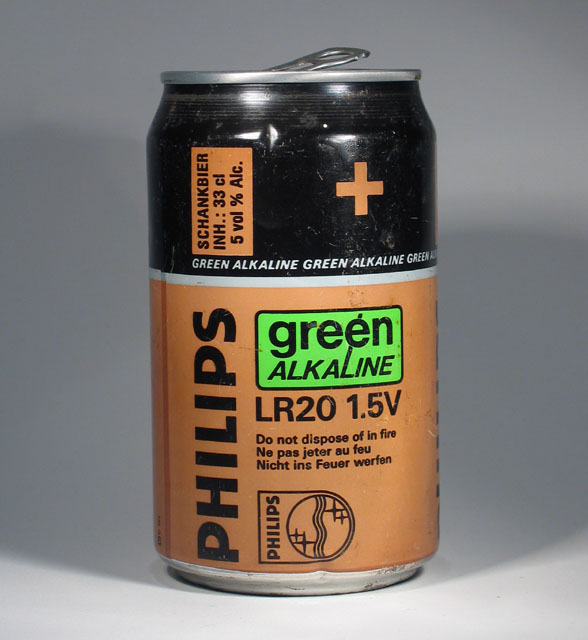 SCHANKBIER
INH.: 33 cl
5 vol % Alc.
+
GREEN ALKALINE GREEN ALKALINE GREEN
PHILIPS
green
ALKALINE
LR20 1.5V
Do not dispose of in fire
Ne pas jeter au feu
Nicht ins Feuer werfen
PHILIPS